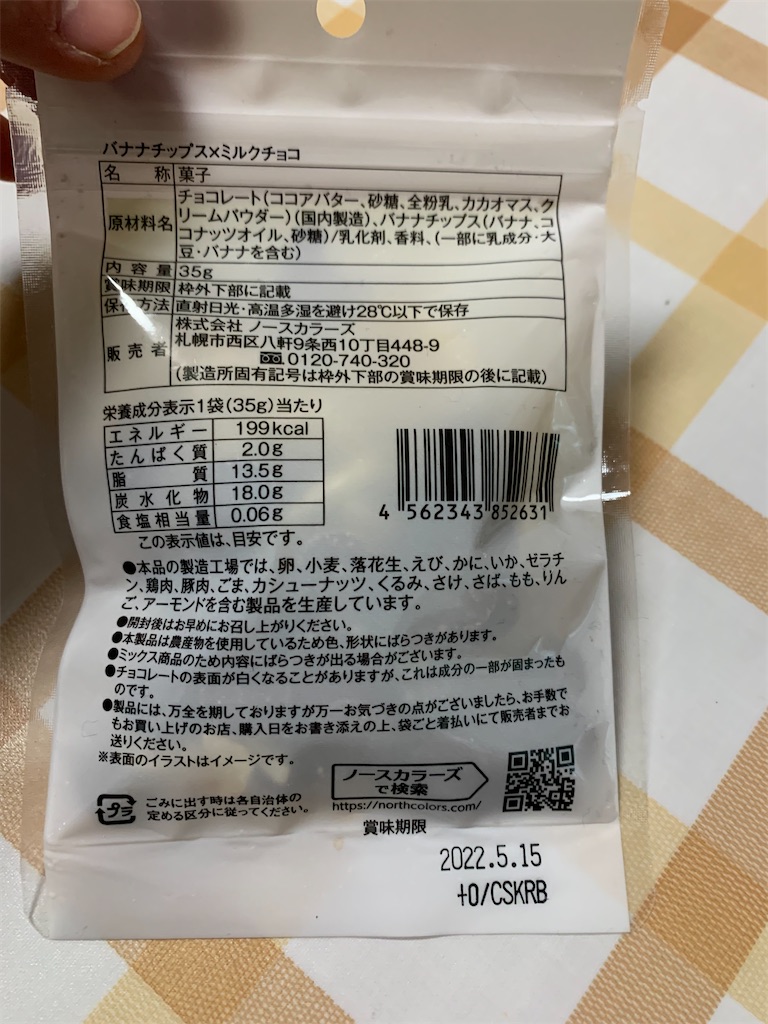 バナナチップス×ミルクチョコ
名 称 菓子
原材料名 チョコレート(ココアバター、砂糖、全粉乳、カカオマス、ク
リームパウダー)(国内製造)、バナナチップス(バナナ、コ
コナッツオイル、砂糖)/乳化剤、香料、(一部に乳成分・大
豆・バナナを含む)
内容量 35g
賞味期限 枠外下部に記載
保存方法 直射日光・高温多湿を避け28℃以下で保存
販売者 株式会社 ノースカラーズ
札幌市西区八軒9条西10丁目448-9
0120-740-320
(製造所固有記号は枠外下部の賞味期限の後に記載)
栄養成分表示1袋(35g)当たり
エネルギー 199kcal
たんぱく質 2.0g
脂質 13.5g
炭水化物 18.0g
食塩相当量 0.06g
この表示値は、目安です。
4 562343 852631
●本品の製造工場では、卵、小麦、落花生、えび、かに、いか、ゼラチ
ン、鶏肉、豚肉、ごま、カシューナッツ、くるみ、さけ、さば、もも、りん
ご、アーモンドを含む製品を生産しています。
●開封後はお早めにお召し上がりください。
●本製品は農産物を使用しているため色、形状にばらつきがあります。
●ミックス商品のため内容にばらつきが出る場合がございます。
●チョコレートの表面が白くなることがありますが、これは成分の一部が固まったも
のです。
●製品には、万全を期しておりますが万一お気づきの点がございましたら、お手数で
もお買い上げのお店、購入日をお書き添えの上、袋ごと着払いにて販売者までお
送りください。
※表面のイラストはイメージです。
プラ
ごみに出す時は各自治体の
定める区分に従ってください。
ノースカラーズ
で検索
https://northcolors.com/
賞味期限
2022.5.15
+0/CSKRB